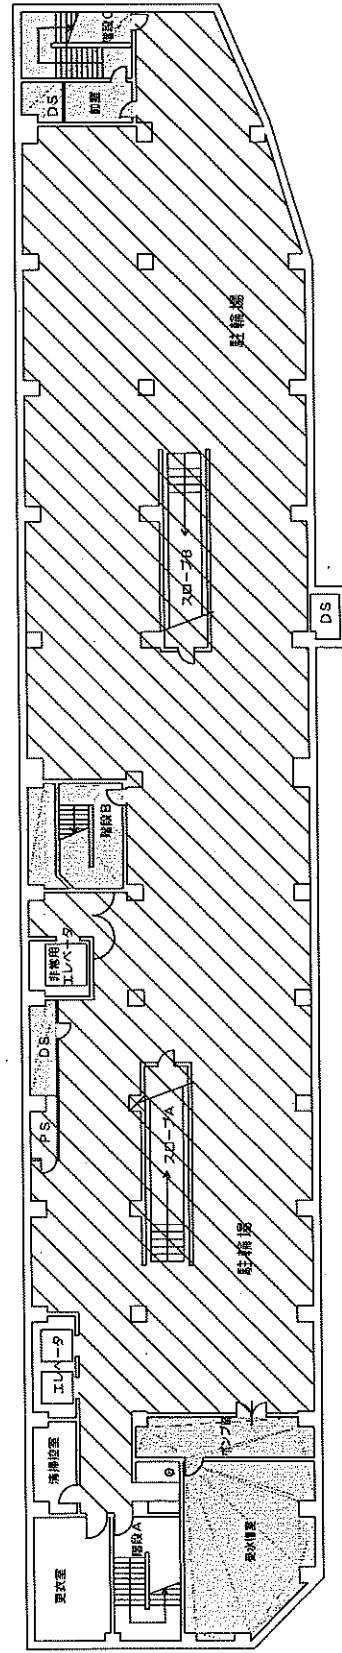 階段C
DS
前室
駐輪場
スロープB
DS
階段B
非常用
エレベータ
DS
PS
スロープA
駐輪場
エレベータ
清掃控室
ポンプ室
更衣室
階段A
受水槽室